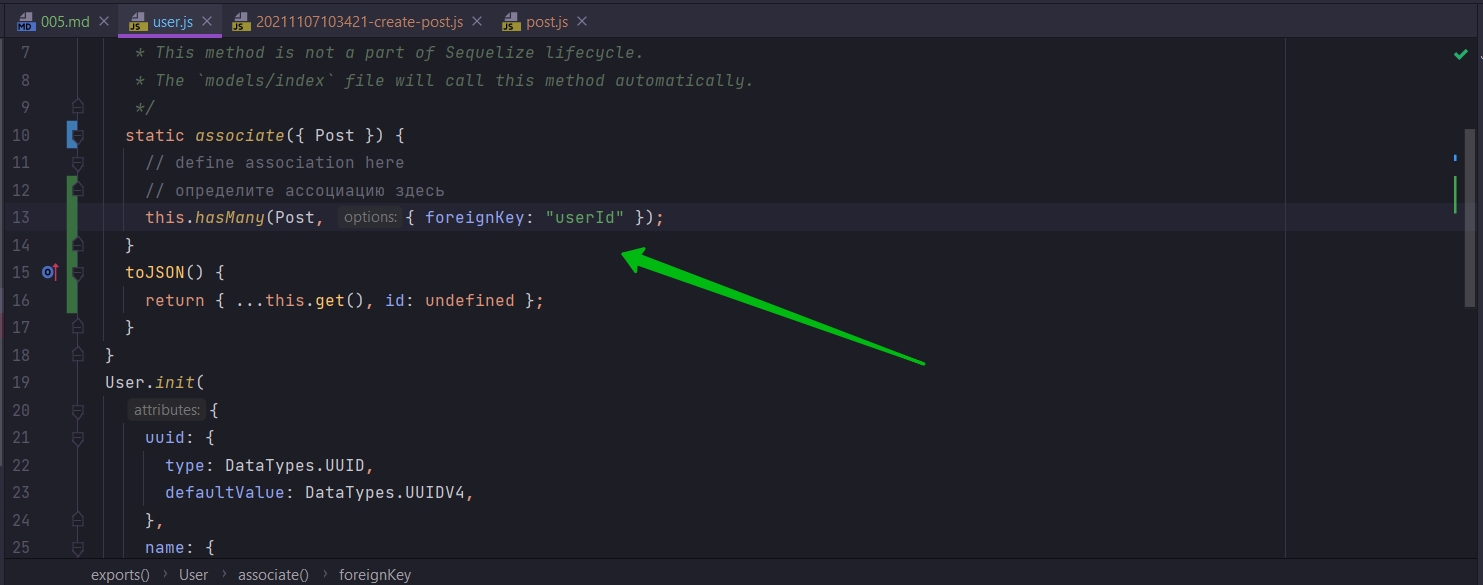 005.md user.js 20211107103421-create-post.js post.js
7 * This method is not a part of Sequelize lifecycle.
8 * The `models/index` file will call this method automatically.
9 */
10 static associate({ Post }) {
11 // define association here
12 // определите ассоциацию здесь
13 this.hasMany(Post, options: { foreignKey: "userId" });
14 }
15 toJSON() {
16 return { ...this.get(), id: undefined };
17 }
18 }
19 User.init(
20 attributes: {
21 uuid: {
22 type: DataTypes.UUID,
23 defaultValue: DataTypes.UUIDV4,
24 },
25 name: {
exports() › User › associate() › foreignKey